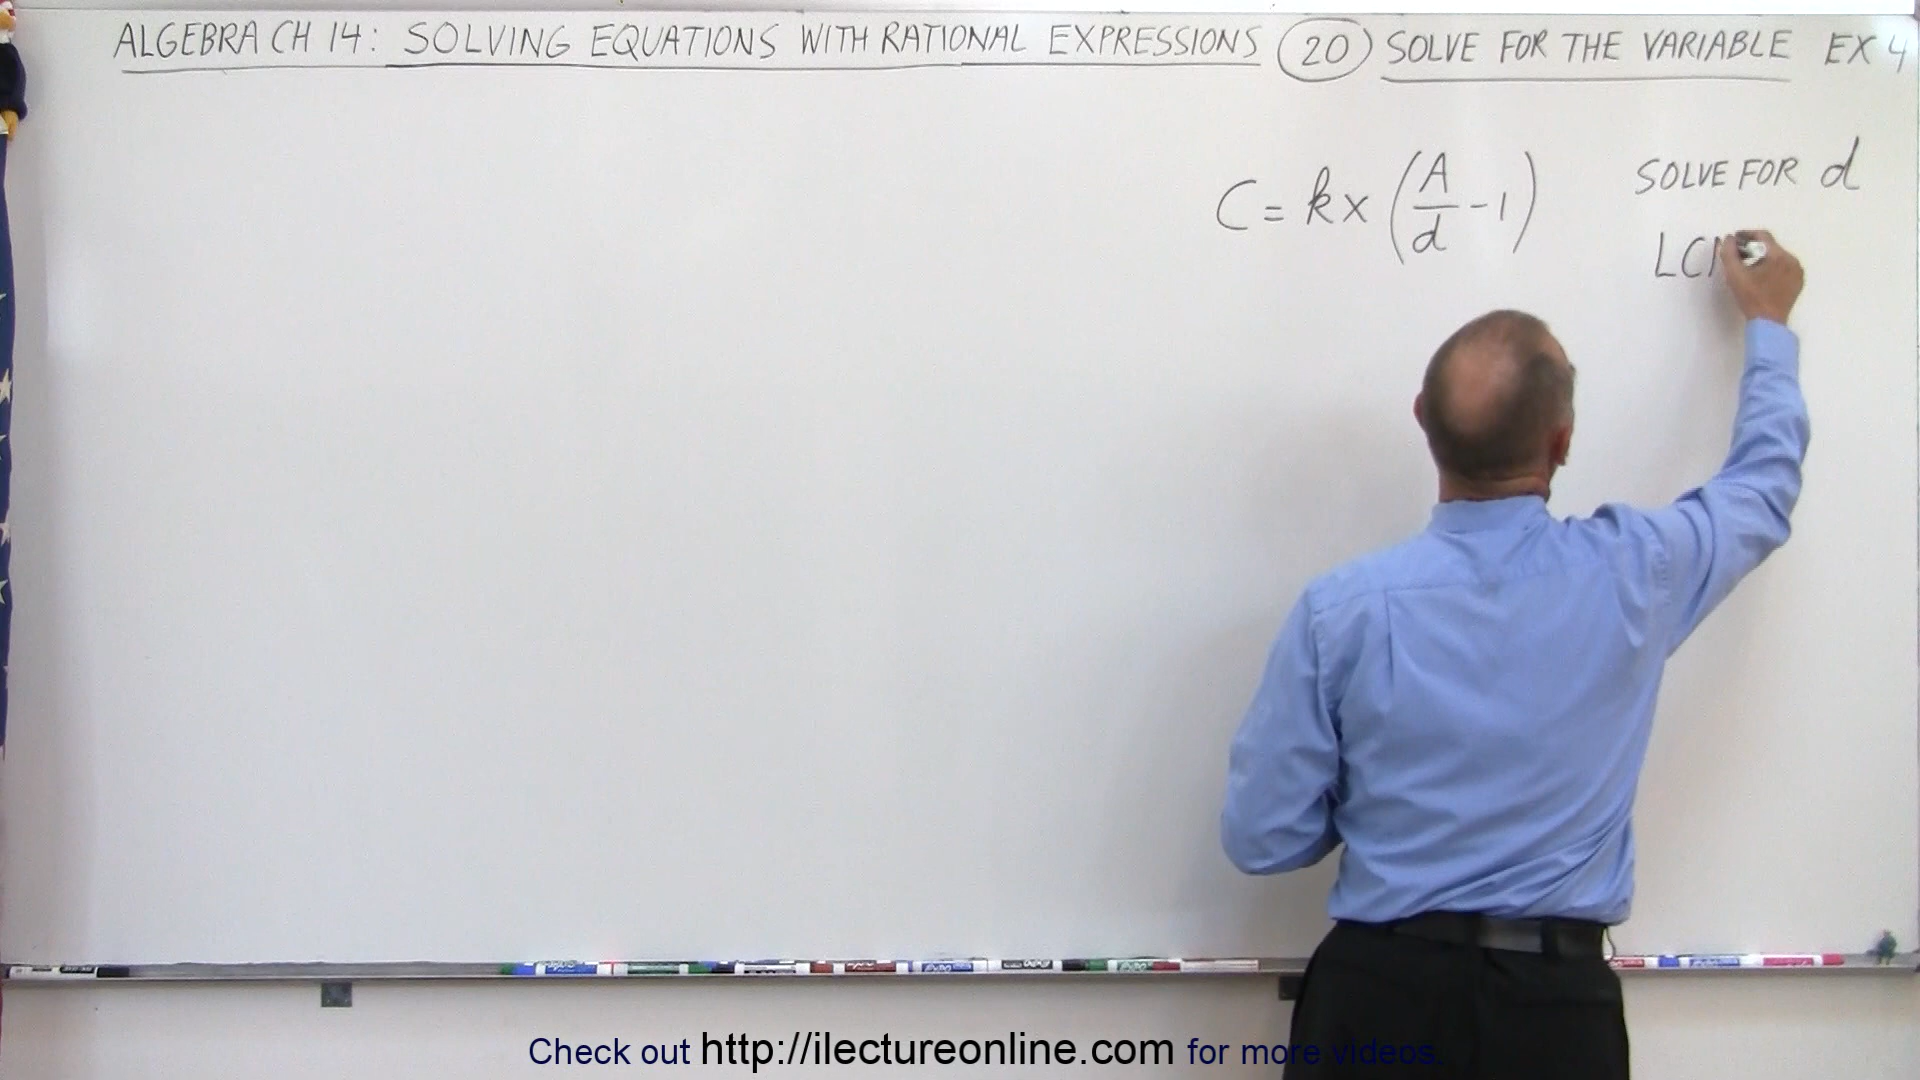 ALGEBRA CH 14: SOLVING EQUATIONS WITH RATIONAL EXPRESSIONS (20) SOLVE FOR THE VARIABLE EX 4
C = kx (A/d - 1) SOLVE FOR d
Check out http://ilectureonline.com for more videos.